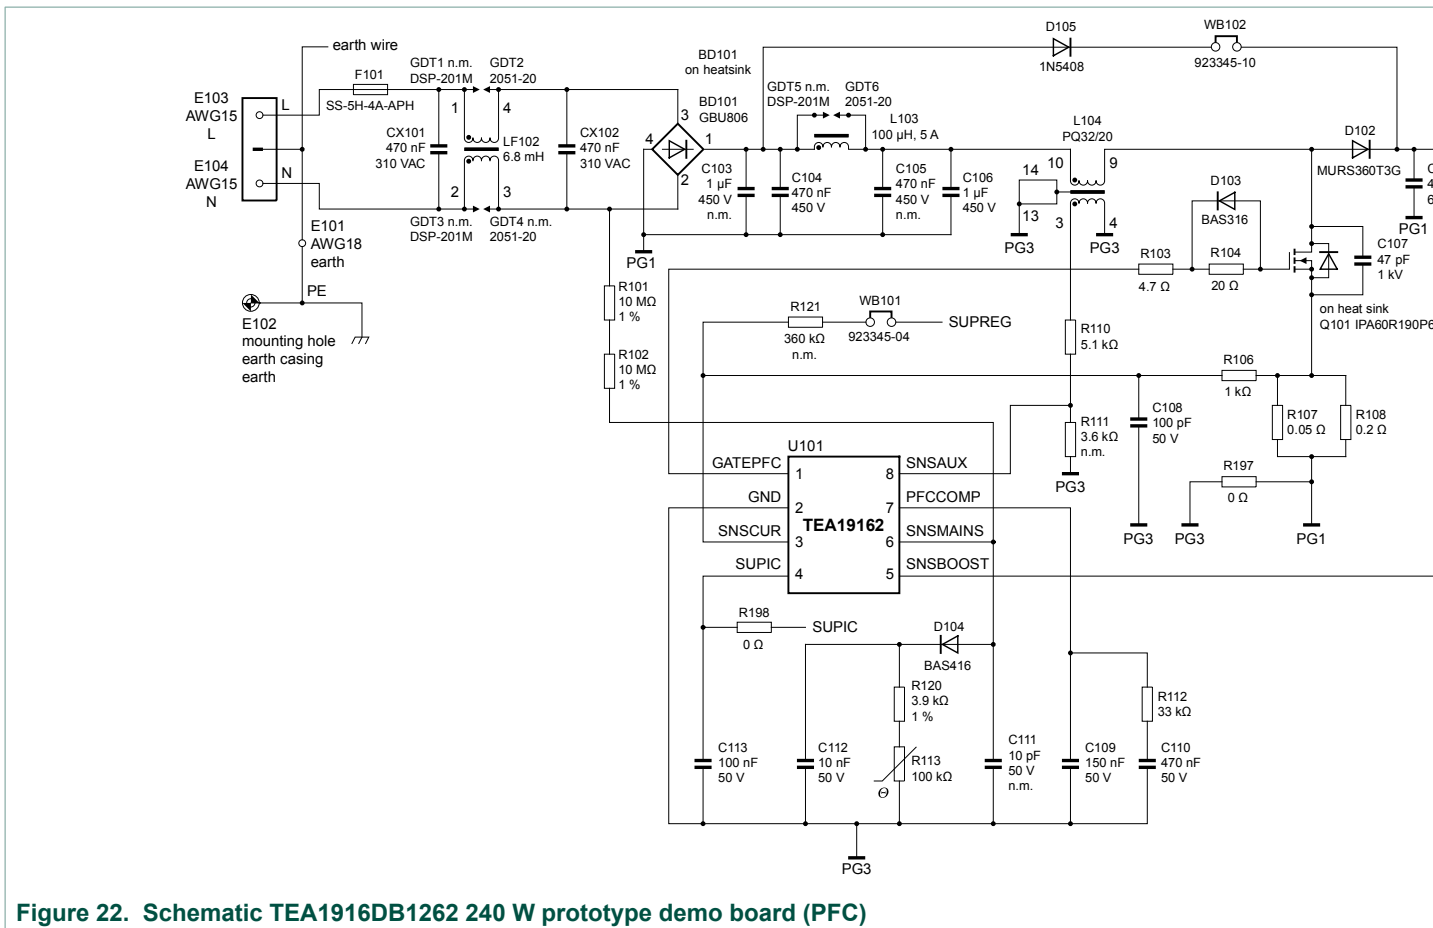 earth wire
F101
SS-5H-4A-APH
E103
AWG15
L
L
E104
AWG15
N
N
E101
AWG18
earth
PE
E102
mounting hole
earth casing
earth
GDT1 n.m.
DSP-201M
GDT2
2051-20
1
4
CX101
470 nF
310 VAC
LF102
6.8 mH
2
3
GDT3 n.m.
DSP-201M
GDT4 n.m.
2051-20
CX102
470 nF
310 VAC
BD101
on heatsink
BD101
GBU806
3
4
1
2
PG1
C103
1 µF
450 V
n.m.
C104
470 nF
450 V
GDT5 n.m.
DSP-201M
GDT6
2051-20
L103
100 µH, 5 A
C105
470 nF
450 V
n.m.
C106
1 µF
450 V
D105
1N5408
WB102
923345-10
L104
PQ32/20
10
9
14
13
3
4
PG3
PG3
D102
MURS360T3G
C
4
6
PG1
D103
BAS316
R103
4.7 Ω
R104
20 Ω
C107
47 pF
1 kV
on heat sink
Q101 IPA60R190P6
R101
10 MΩ
1 %
R102
10 MΩ
1 %
R121
360 kΩ
n.m.
WB101
923345-04
SUPREG
R110
5.1 kΩ
R111
3.6 kΩ
n.m.
PG3
R106
1 kΩ
C108
100 pF
50 V
PG3
R107
0.05 Ω
R108
0.2 Ω
R197
0 Ω
PG3
PG1
U101
TEA19162
GATEPFC
1
GND
2
SNSCUR
3
SUPIC
4
SNSAUX
8
PFCCOMP
7
SNSMAINS
6
SNSBOOST
5
R198
0 Ω
SUPIC
D104
BAS416
R120
3.9 kΩ
1 %
R113
100 kΩ
Θ
C113
100 nF
50 V
C112
10 nF
50 V
C111
10 pF
50 V
n.m.
C109
150 nF
50 V
R112
33 kΩ
C110
470 nF
50 V
PG3
Figure 22. Schematic TEA1916DB1262 240 W prototype demo board (PFC)